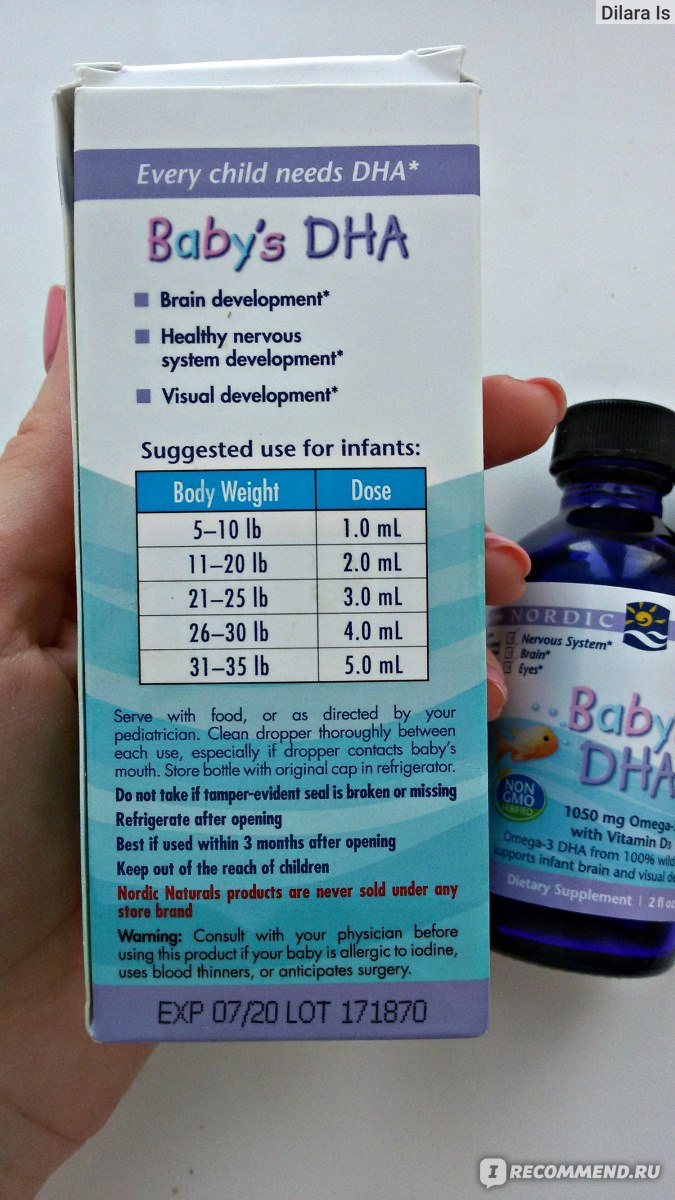 Dilara Is
Every child needs DHA*
Baby's DHA
Brain development*
Healthy nervous
system development*
Visual development*
Suggested use for infants:
Body Weight Dose
5–10 lb 1.0 mL
11–20 lb 2.0 mL
21–25 lb 3.0 mL
26–30 lb 4.0 mL
31–35 lb 5.0 mL
Serve with food, or as directed by your
pediatrician. Clean dropper thoroughly between
each use, especially if dropper contacts baby's
mouth. Store bottle with original cap in refrigerator.
Do not take if tamper-evident seal is broken or missing
Refrigerate after opening
Best if used within 3 months after opening
Keep out of the reach of children
Nordic Naturals products are never sold under any
store brand
Warning: Consult with your physician before
using this product if your baby is allergic to iodine,
uses blood thinners, or anticipates surgery.
EXP 07/20 LOT 171870
NORDIC
Nervous System*
Brain*
Eyes*
Baby
DHA
NON
GMO
VERIFIED
1050 mg Omega-
with Vitamin D3
Omega-3 DHA from 100% wild
supports infant brain and visual de
Dietary Supplement | 2 fl oz
IRECOMMEND.RU